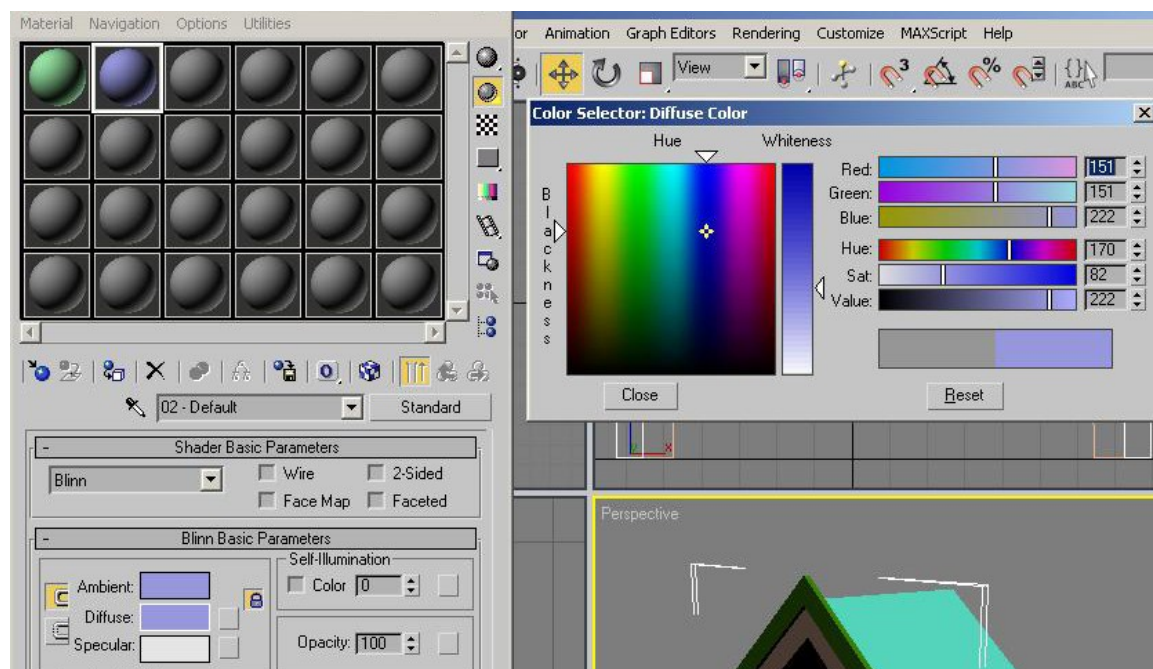 Material Navigation Options Utilities
or Animation Graph Editors Rendering Customize MAXScript Help
View
3
%
ABC
Color Selector: Diffuse Color
Hue Whiteness
Blackness
Red: 151
Green: 151
Blue: 222
Hue: 170
Sat: 82
Value: 222
Close Reset
02 - Default Standard
- Shader Basic Parameters
Blinn Wire 2-Sided
Face Map Faceted
- Blinn Basic Parameters
Self-Illumination
Ambient: Color 0
Diffuse:
Specular: Opacity: 100
y x
Perspective